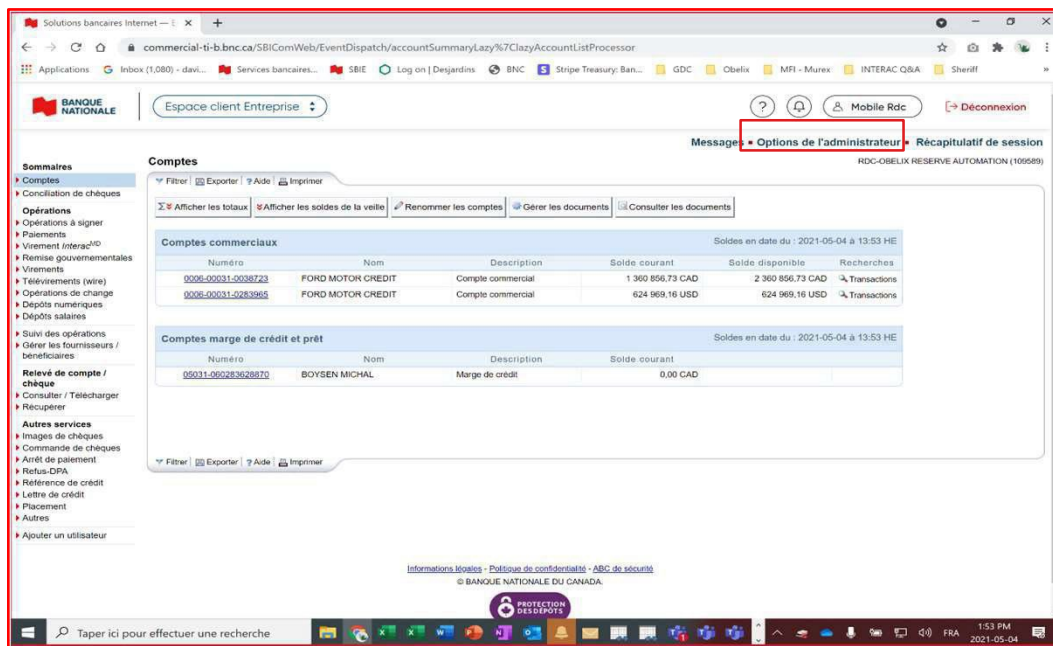 Solutions bancaires Internet — E
commercial-ti-b.bnc.ca/SBIComWeb/EventDispatch/accountSummaryLazy%7ClazyAccountListProcessor
Applications Inbox (1,080) - davi... Services bancaires... SBIE Log on | Desjardins BNC Stripe Treasury: Ban... GDC Obelix MFI - Murex INTERAC Q&A Sheriff »
BANQUE NATIONALE Espace client Entreprise ? Mobile Rdc Déconnexion
Messages Options de l'administrateur Récapitulatif de session
RDC-OBELIX RESERVE AUTOMATION (109589)
Sommaires
Comptes
Conciliation de chèques
Opérations
Opérations à signer
Paiements
Virement Interac MD
Remise gouvernementales
Virements
Télévirements (wire)
Opérations de change
Dépôts numériques
Dépôts salaires
Suivi des opérations
Gérer les fournisseurs /
bénéficiaires
Relevé de compte /
chèque
Consulter / Télécharger
Récupérer
Autres services
Images de chèques
Commande de chèques
Arrêt de paiement
Refus-DPA
Référence de crédit
Lettre de crédit
Placement
Autres
Ajouter un utilisateur
Comptes
Filtrer Exporter ? Aide Imprimer
Σ Afficher les totaux Afficher les soldes de la veille Renommer les comptes Gérer les documents Consulter les documents
Comptes commerciaux Soldes en date du : 2021-05-04 à 13:53 HE
Numéro Nom Description Solde courant Solde disponible Recherches
0006-00031-0038723 FORD MOTOR CREDIT Compte commercial 1 360 856,73 CAD 2 360 856,73 CAD Transactions
0006-00031-0283965 FORD MOTOR CREDIT Compte commercial 624 969,16 USD 624 969,16 USD Transactions
Comptes marge de crédit et prêt Soldes en date du : 2021-05-04 à 13:53 HE
Numéro Nom Description Solde courant
05031-060283628870 BOYSEN MICHAL Marge de crédit 0,00 CAD
Filtrer Exporter ? Aide Imprimer
Informations légales - Politique de confidentialité - ABC de sécurité
© BANQUE NATIONALE DU CANADA.
PROTECTION
DES DÉPÔTS
Taper ici pour effectuer une recherche FRA 1:53 PM
2021-05-04